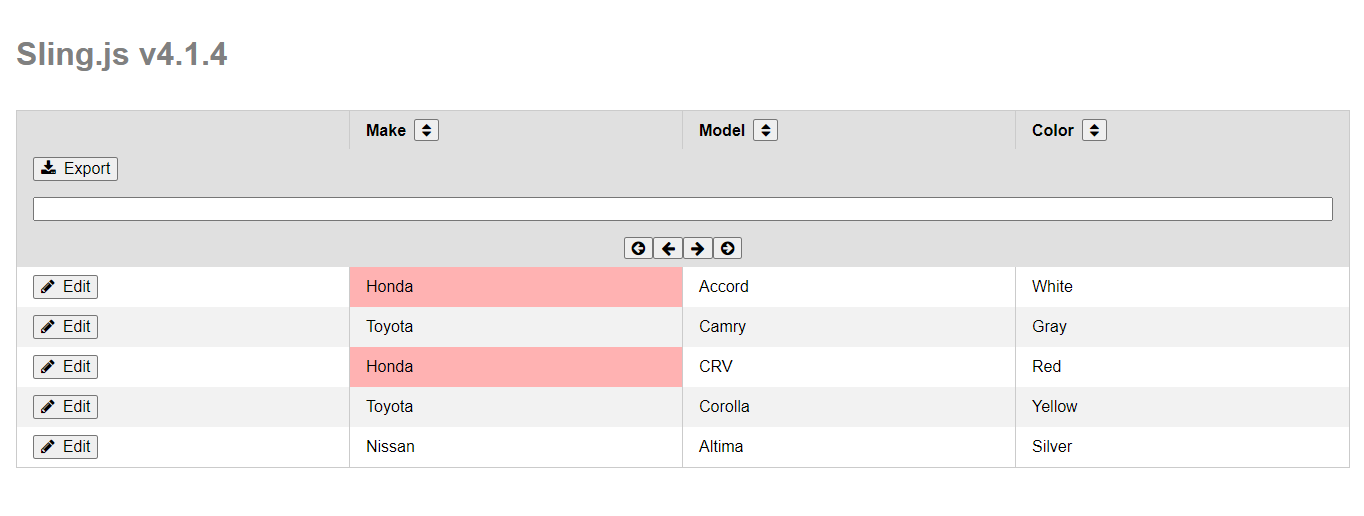 Sling.js v4.1.4
Make Model Color
Export
Edit Honda Accord White
Edit Toyota Camry Gray
Edit Honda CRV Red
Edit Toyota Corolla Yellow
Edit Nissan Altima Silver